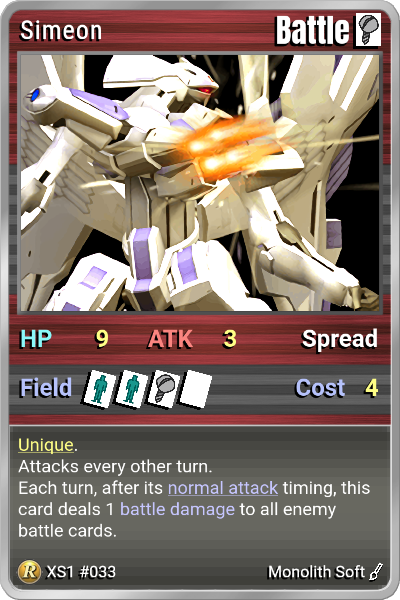 Simeon Battle
HP 9 ATK 3 Spread
Field Cost 4
Unique.
Attacks every other turn.
Each turn, after its normal attack timing, this
card deals 1 battle damage to all enemy
battle cards.
R XS1 #033 Monolith Soft